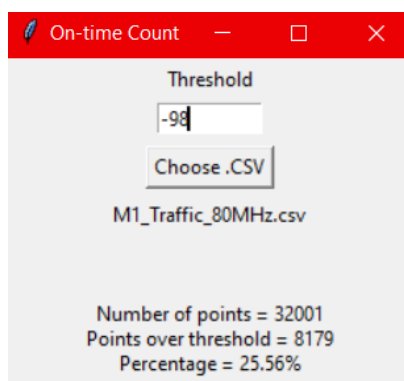 On-time Count
Threshold
-98
Choose .CSV
M1_Traffic_80MHz.csv
Number of points = 32001
Points over threshold = 8179
Percentage = 25.56%